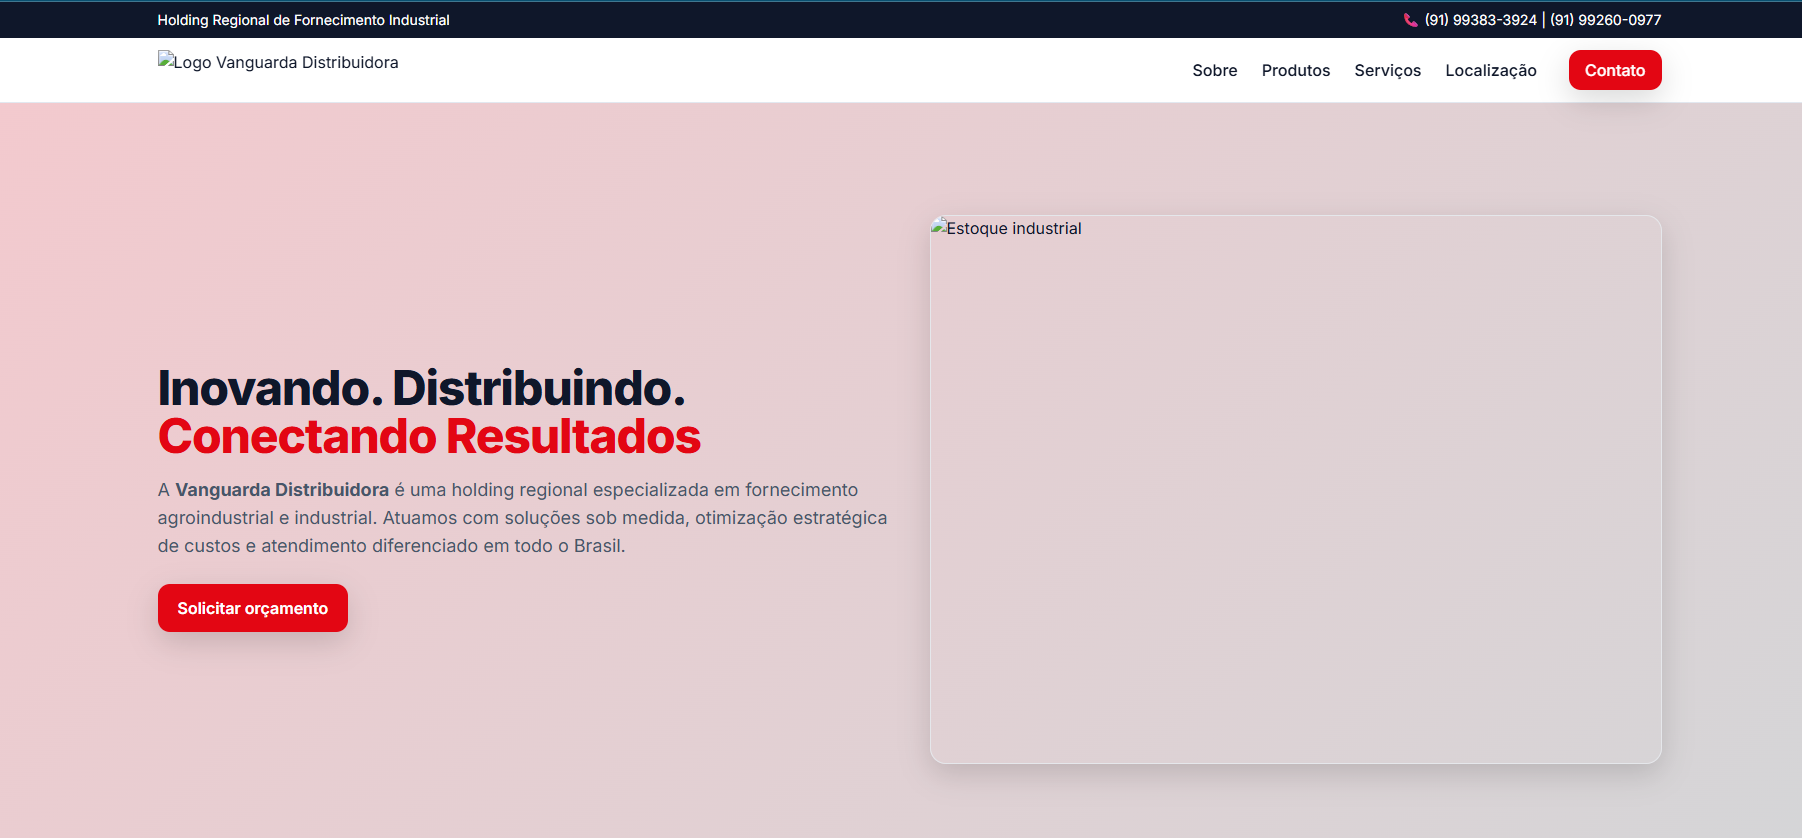 Holding Regional de Fornecimento Industrial
(91) 99383-3924 | (91) 99260-0977
Logo Vanguarda Distribuidora
Sobre
Produtos
Serviços
Localização
Contato
Inovando. Distribuindo.
Conectando Resultados
A Vanguarda Distribuidora é uma holding regional especializada em fornecimento
agroindustrial e industrial. Atuamos com soluções sob medida, otimização estratégica
de custos e atendimento diferenciado em todo o Brasil.
Solicitar orçamento
Estoque industrial